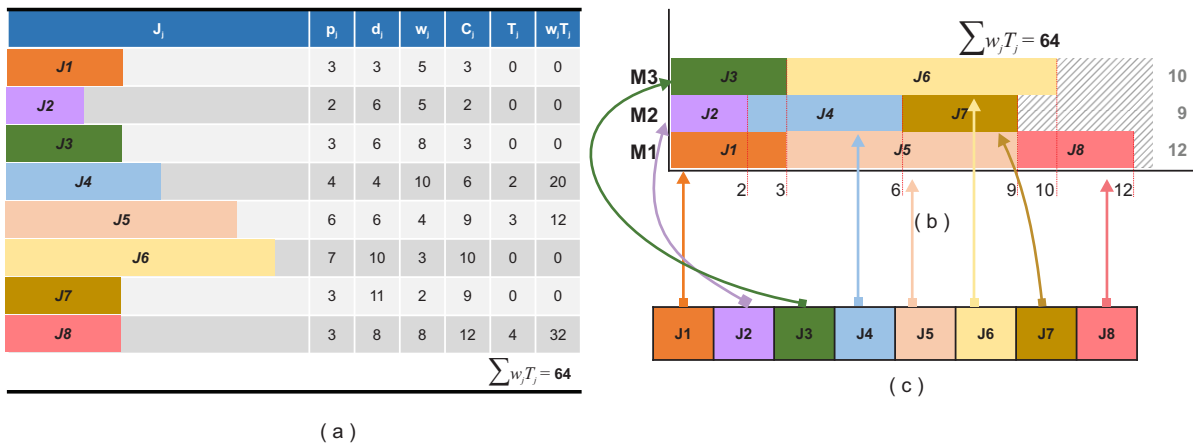 Jj pj dj wj Cj Tj wjTj
J1 3 3 5 3 0 0
J2 2 6 5 2 0 0
J3 3 6 8 3 0 0
J4 4 4 10 6 2 20
J5 6 6 4 9 3 12
J6 7 10 3 10 0 0
J7 3 11 2 9 0 0
J8 3 8 8 12 4 32
∑wjTj = 64
( a )
∑wjTj = 64
M3 J3 J6 10
M2 J2 J4 J7 9
M1 J1 J5 J8 12
2 3 6 9 10 12
( b )
J1 J2 J3 J4 J5 J6 J7 J8
( c )